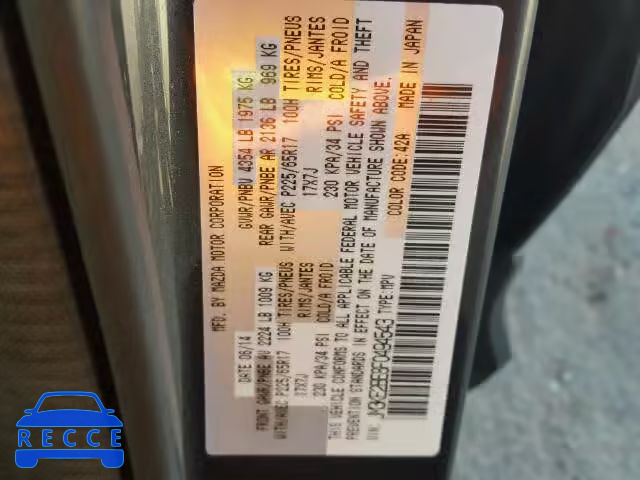 MFD. BY MAZDA MOTOR CORPORATION
DATE 06/14 GVWR/PNBV 4354 LB 1975 KG
FRONT GAWR/PNBE AV 2224 LB 1009 KG REAR GAWR/PNBE AR 2136 LB 969 KG
WITH/AVEC P225/65R17 100H TIRES/PNEUS WITH/AVEC P225/65R17 100H TIRES/PNEUS
17X7J RIMS/JANTES 17X7J RIMS/JANTES
230 KPA/34 PSI COLD/A FROID 230 KPA/34 PSI COLD/A FROID
THIS VEHICLE CONFORMS TO ALL APPLICABLE FEDERAL MOTOR VEHICLE SAFETY AND THEFT
PREVENTION STANDARDS IN EFFECT ON THE DATE OF MANUFACTURE SHOWN ABOVE.
TYPE:MPV COLOR CODE:42A MADE IN JAPAN
VIN:
RECCE